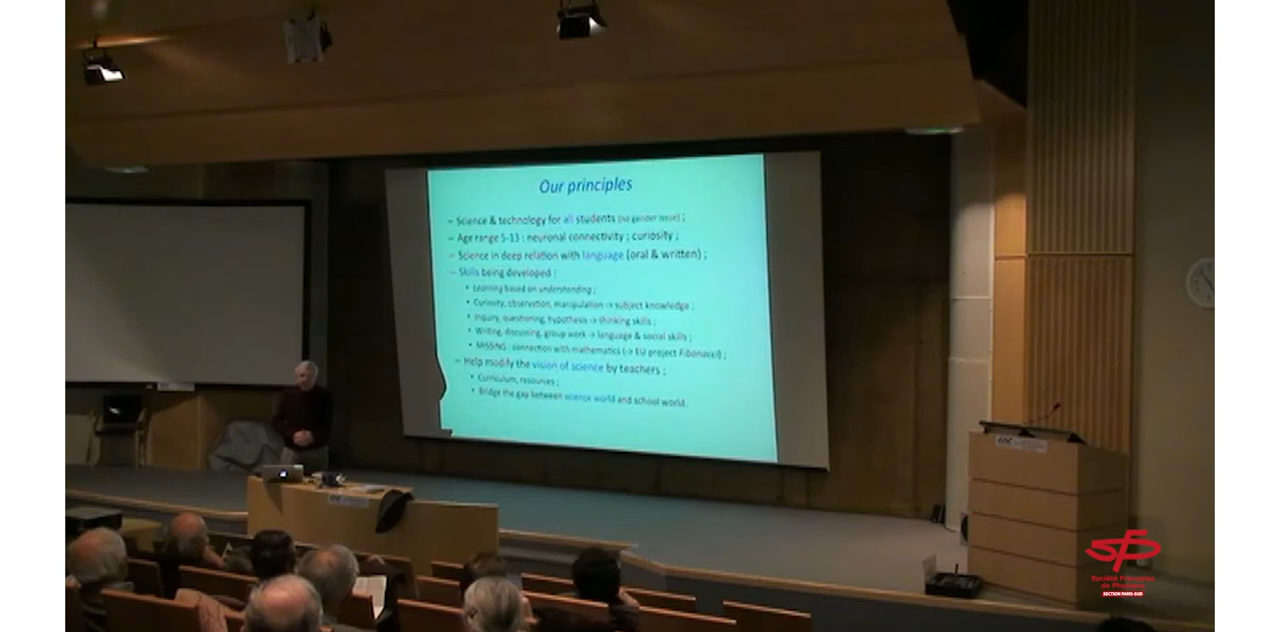 Our principles
– Science & technology for all students (no gender issue) ;
– Age range 5-13 : neuronal connectivity ; curiosity ;
– Science in deep relation with language (oral & written) ;
– Skills being developed :
• Learning based on understanding ;
• Curiosity, observation, manipulation -> subject knowledge ;
• Inquiry, questioning, hypothesis -> thinking skills ;
• Writing, discussing, group work -> language & social skills ;
• MISSING : connection with mathematics (-> EU project Fibonacci) ;
– Help modify the vision of science by teachers ;
• Curriculum, resources ;
• Bridge the gap between science world and school world.
sfp
Société Française
de Physique
SECTION PARIS-SUD